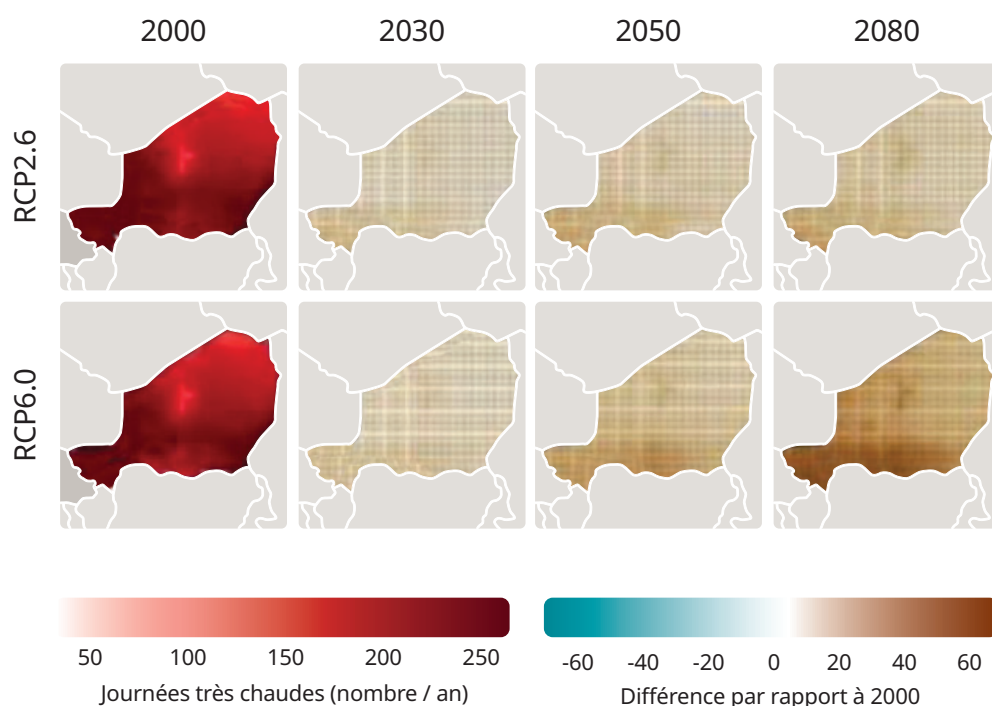 2000 2030 2050 2080
RCP2.6
RCP6.0
50 100 150 200 250
Journées très chaudes (nombre / an)
-60 -40 -20 0 20 40 60
Différence par rapport à 2000